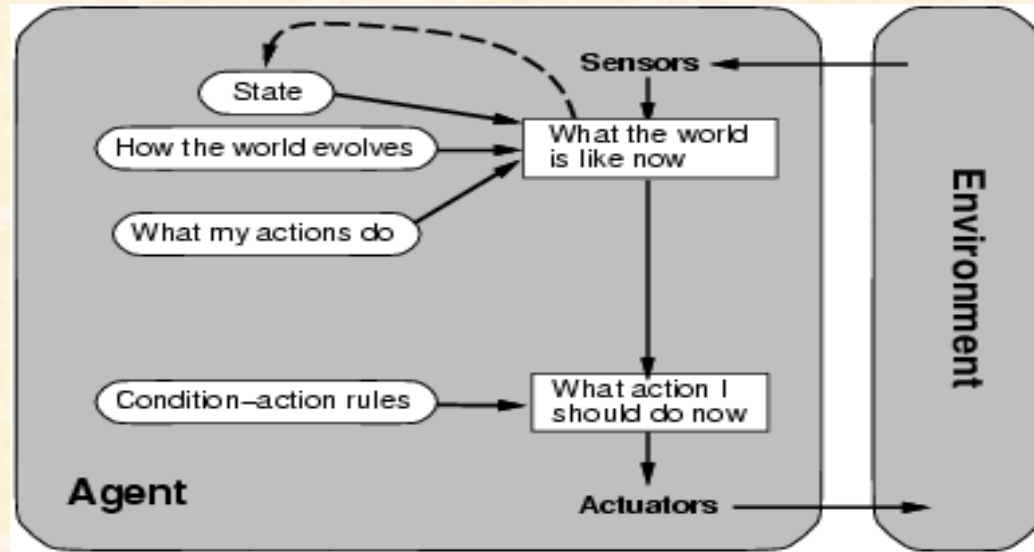 Sensors
State
What the world
is like now
How the world evolves
What my actions do
Environment
Condition–action rules
What action I
should do now
Agent
Actuators